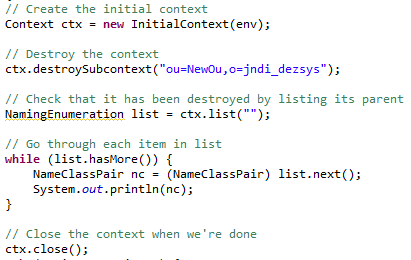 // Create the initial context
Context ctx = new InitialContext(env);
// Destroy the context
ctx.destroySubcontext("ou=NewOu,o=jndi_dezsys");
// Check that it has been destroyed by listing its parent
NamingEnumeration list = ctx.list("");
// Go through each item in list
while (list.hasMore()) {
    NameClassPair nc = (NameClassPair) list.next();
    System.out.println(nc);
}
// Close the context when we're done
ctx.close();